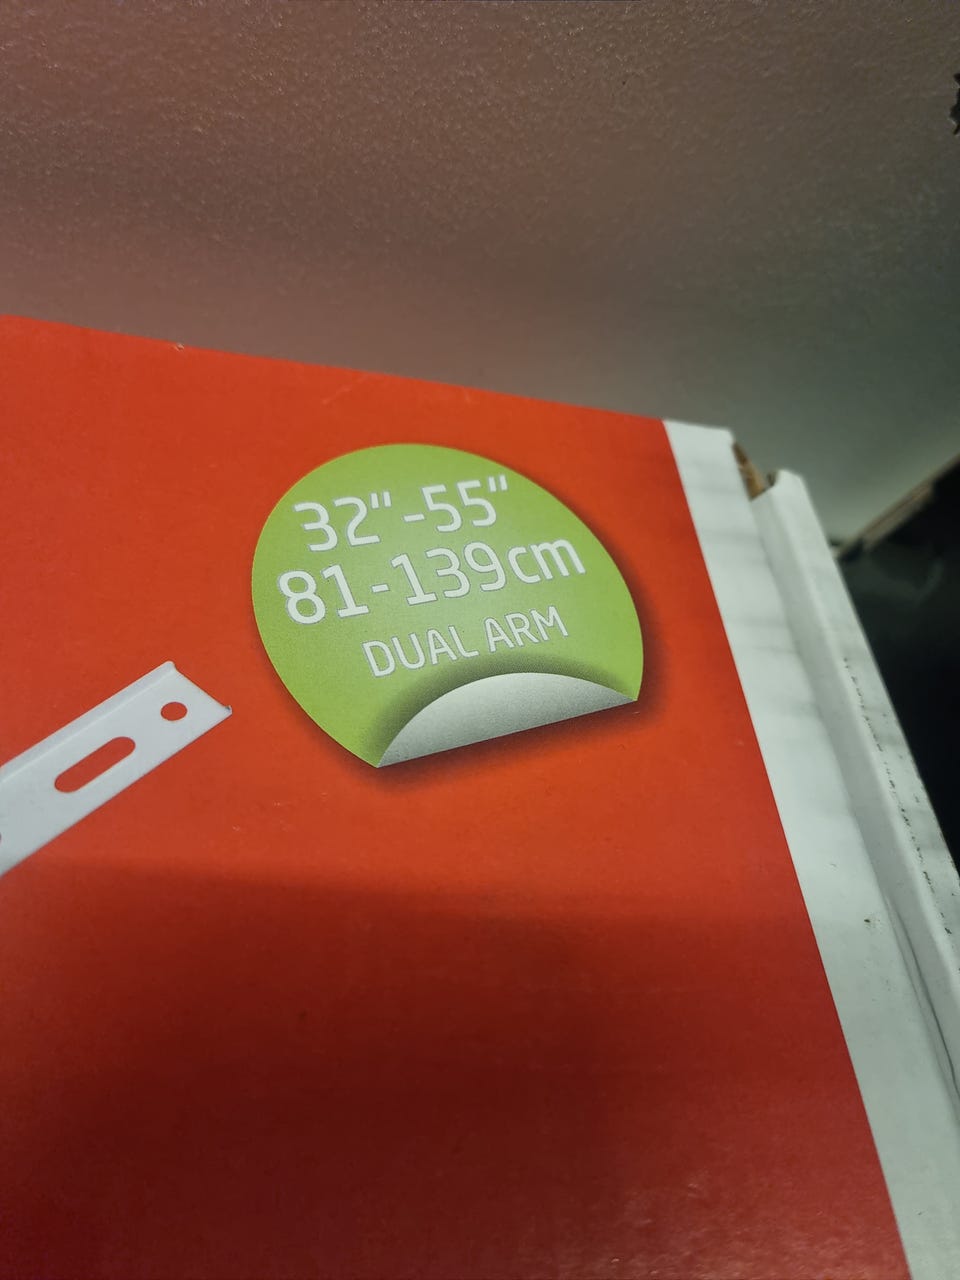 32"-55"
81-139cm
DUAL ARM